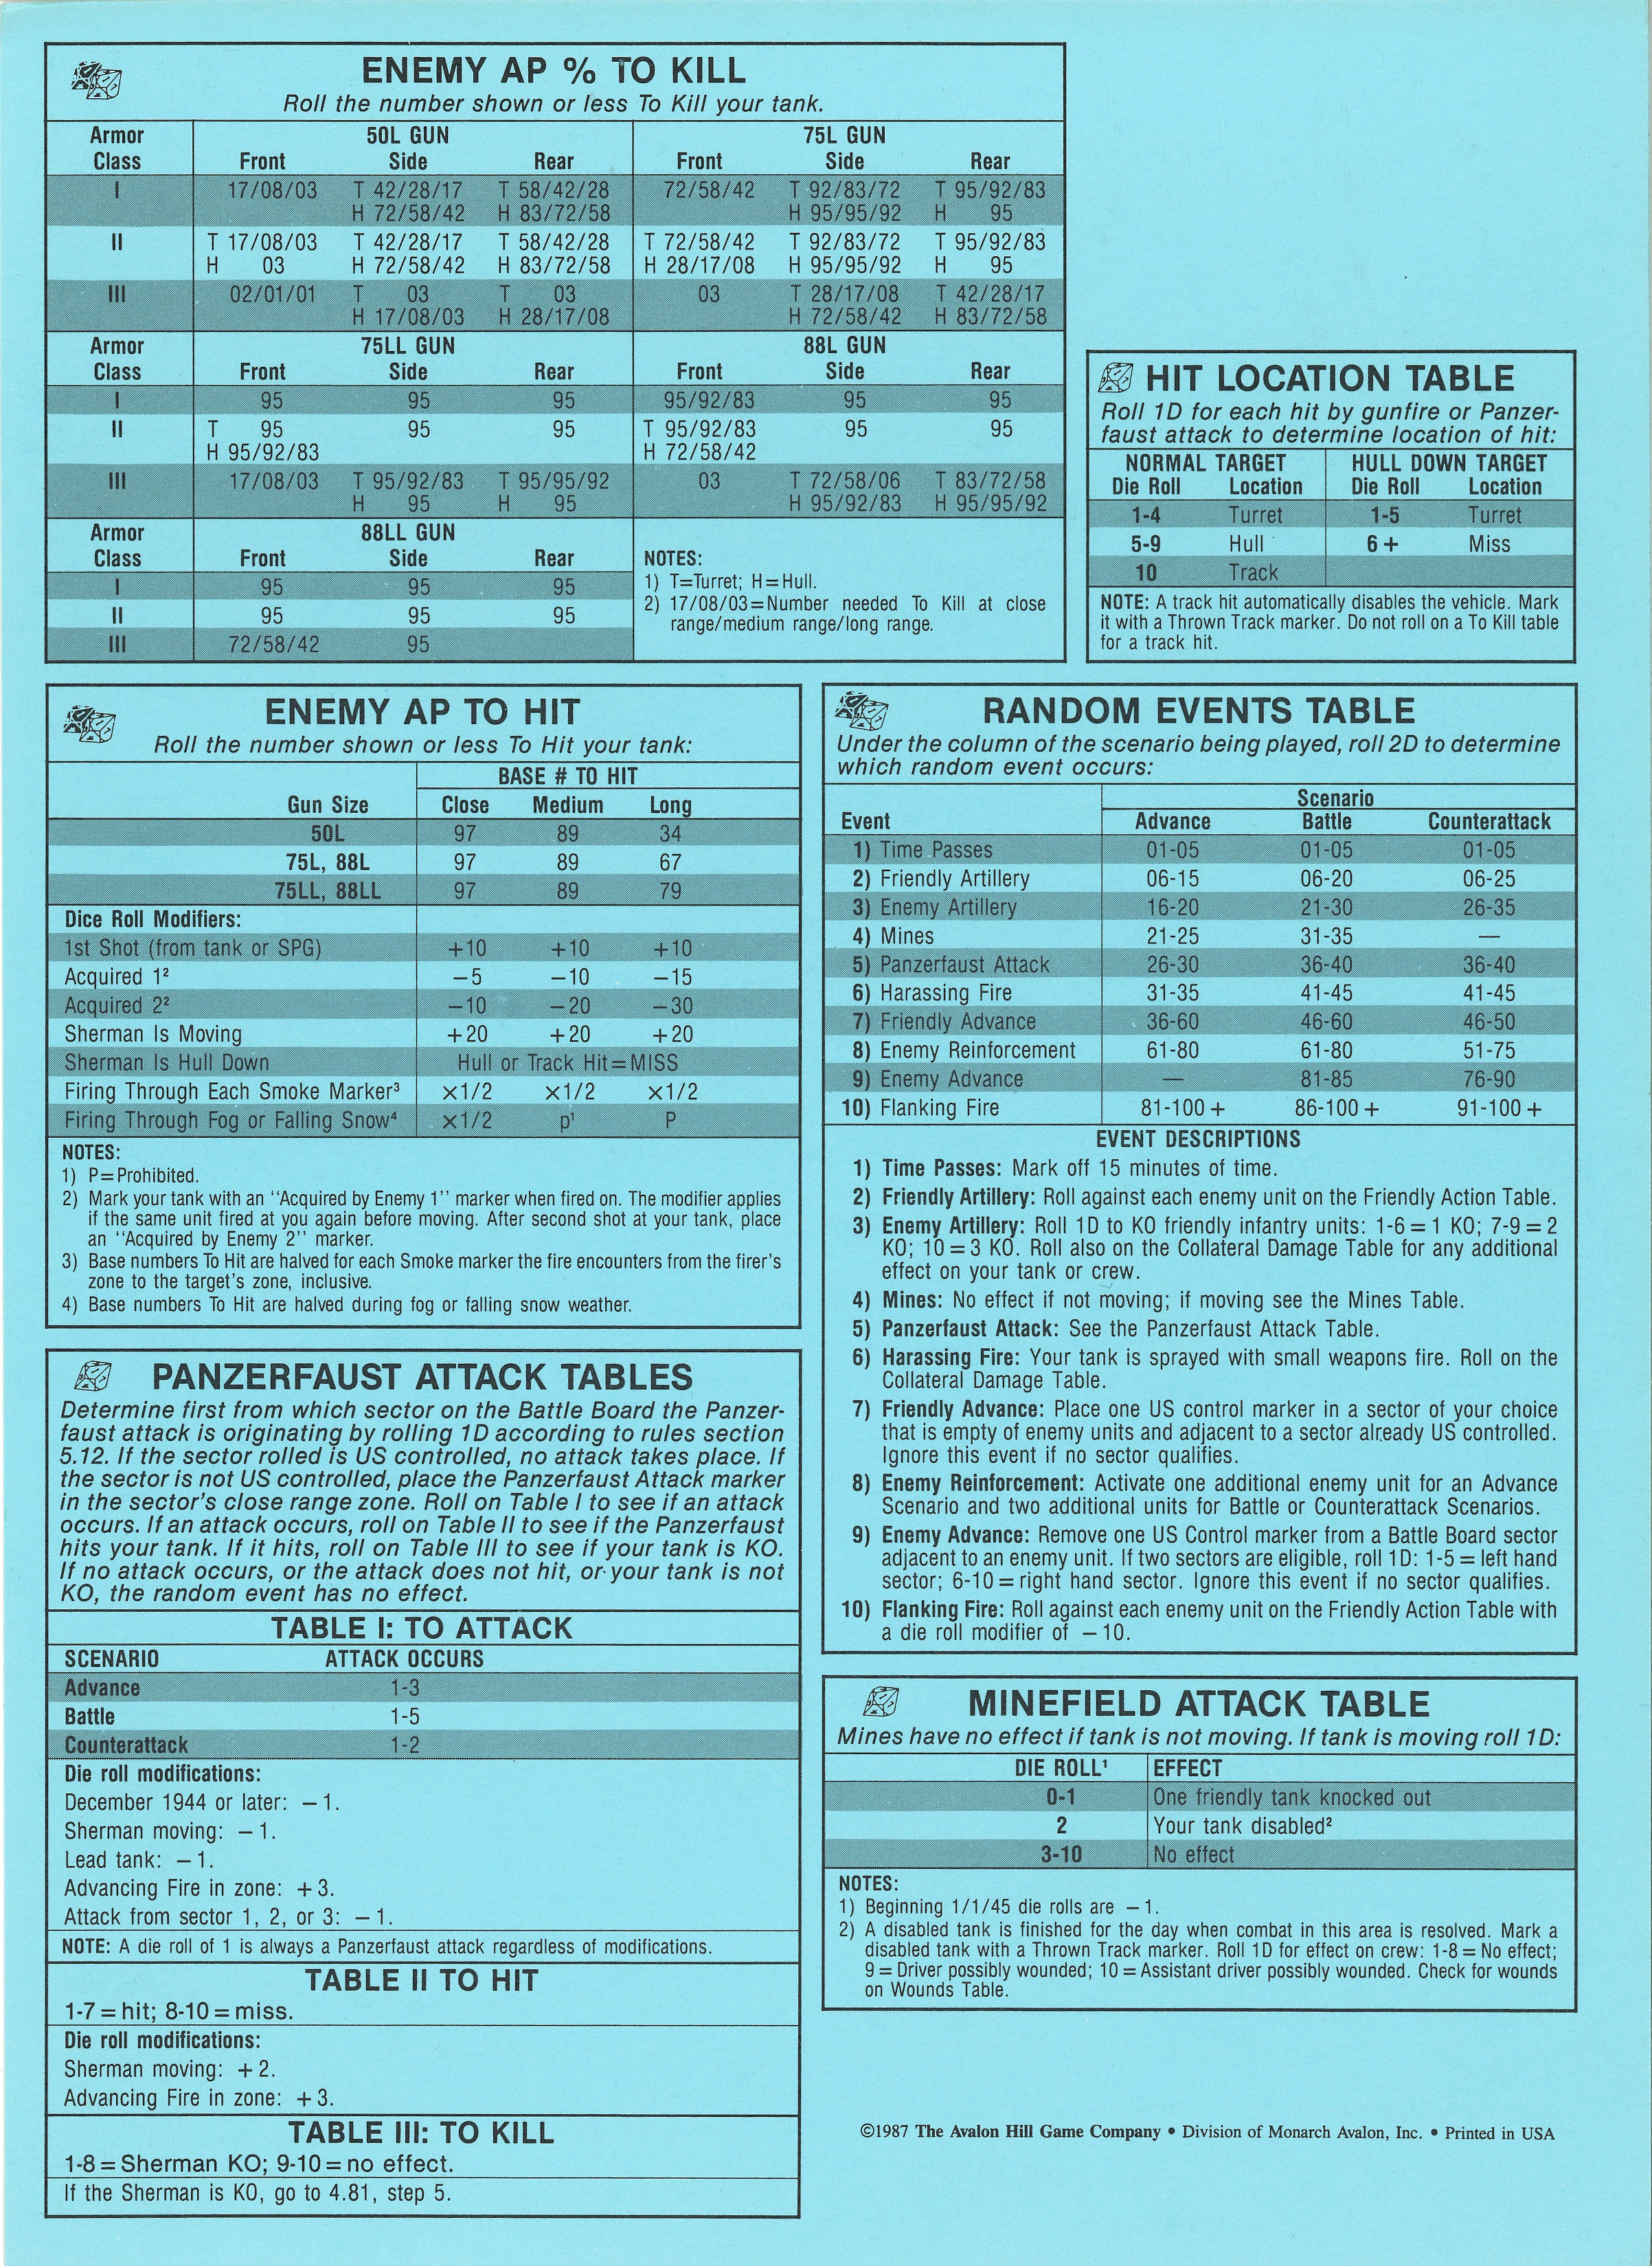 ENEMY AP % TO KILL
Roll the number shown or less To Kill your tank.
Armor 50L GUN 75L GUN
Class Front Side Rear Front Side Rear
I 17/08/03 T 42/28/17 T 58/42/28 72/58/42 T 92/83/72 T 95/92/83
H 72/58/42 H 83/72/58 H 95/95/92 H 95
II T 17/08/03 T 42/28/17 T 58/42/28 T 72/58/42 T 92/83/72 T 95/92/83
H 03 H 72/58/42 H 83/72/58 H 28/17/08 H 95/95/92 H 95
III 02/01/01 T 03 T 03 03 T 28/17/08 T 42/28/17
H 17/08/03 H 28/17/08 H 72/58/42 H 83/72/58
Armor 75LL GUN 88L GUN
Class Front Side Rear Front Side Rear
I 95 95 95 95/92/83 95 95
II T 95 95 95 T 95/92/83 95 95
H 95/92/83 H 72/58/42
III 17/08/03 T 95/92/83 T 95/95/92 03 T 72/58/06 T 83/72/58
H 95 H 95 H 95/92/83 H 95/95/92
Armor 88LL GUN
Class Front Side Rear
I 95 95 95
II 95 95 95
III 72/58/42 95
NOTES:
1) T=Turret; H=Hull.
2) 17/08/03=Number needed To Kill at close
range/medium range/long range.
HIT LOCATION TABLE
Roll 1D for each hit by gunfire or Panzer-
faust attack to determine location of hit:
NORMAL TARGET HULL DOWN TARGET
Die Roll Location Die Roll Location
1-4 Turret 1-5 Turret
5-9 Hull 6+ Miss
10 Track
NOTE: A track hit automatically disables the vehicle. Mark
it with a Thrown Track marker. Do not roll on a To Kill table
for a track hit.
ENEMY AP TO HIT
Roll the number shown or less To Hit your tank:
BASE # TO HIT
Gun Size Close Medium Long
50L 97 89 34
75L, 88L 97 89 67
75LL, 88LL 97 89 79
Dice Roll Modifiers:
1st Shot (from tank or SPG) +10 +10 +10
Acquired 1² −5 −10 −15
Acquired 2² −10 −20 −30
Sherman Is Moving +20 +20 +20
Sherman Is Hull Down Hull or Track Hit=MISS
Firing Through Each Smoke Marker³ ×1/2 ×1/2 ×1/2
Firing Through Fog or Falling Snow⁴ ×1/2 p¹ P
NOTES:
1) P=Prohibited.
2) Mark your tank with an ‘‘Acquired by Enemy 1’’ marker when fired on. The modifier applies
if the same unit fired at you again before moving. After second shot at your tank, place
an ‘‘Acquired by Enemy 2’’ marker.
3) Base numbers To Hit are halved for each Smoke marker the fire encounters from the firer's
zone to the target's zone, inclusive.
4) Base numbers To Hit are halved during fog or falling snow weather.
PANZERFAUST ATTACK TABLES
Determine first from which sector on the Battle Board the Panzer-
faust attack is originating by rolling 1D according to rules section
5.12. If the sector rolled is US controlled, no attack takes place. If
the sector is not US controlled, place the Panzerfaust Attack marker
in the sector's close range zone. Roll on Table I to see if an attack
occurs. If an attack occurs, roll on Table II to see if the Panzerfaust
hits your tank. If it hits, roll on Table III to see if your tank is KO.
If no attack occurs, or the attack does not hit, or your tank is not
KO, the random event has no effect.
TABLE I: TO ATTACK
SCENARIO ATTACK OCCURS
Advance 1-3
Battle 1-5
Counterattack 1-2
Die roll modifications:
December 1944 or later: −1.
Sherman moving: −1.
Lead tank: −1.
Advancing Fire in zone: +3.
Attack from sector 1, 2, or 3: −1.
NOTE: A die roll of 1 is always a Panzerfaust attack regardless of modifications.
TABLE II TO HIT
1-7=hit; 8-10=miss.
Die roll modifications:
Sherman moving: +2.
Advancing Fire in zone: +3.
TABLE III: TO KILL
1-8=Sherman KO; 9-10=no effect.
If the Sherman is KO, go to 4.81, step 5.
RANDOM EVENTS TABLE
Under the column of the scenario being played, roll 2D to determine
which random event occurs:
Scenario
Event Advance Battle Counterattack
1) Time Passes 01-05 01-05 01-05
2) Friendly Artillery 06-15 06-20 06-25
3) Enemy Artillery 16-20 21-30 26-35
4) Mines 21-25 31-35 —
5) Panzerfaust Attack 26-30 36-40 36-40
6) Harassing Fire 31-35 41-45 41-45
7) Friendly Advance 36-60 46-60 46-50
8) Enemy Reinforcement 61-80 61-80 51-75
9) Enemy Advance — 81-85 76-90
10) Flanking Fire 81-100+ 86-100+ 91-100+
EVENT DESCRIPTIONS
1) Time Passes: Mark off 15 minutes of time.
2) Friendly Artillery: Roll against each enemy unit on the Friendly Action Table.
3) Enemy Artillery: Roll 1D to KO friendly infantry units: 1-6=1 KO; 7-9=2
KO; 10=3 KO. Roll also on the Collateral Damage Table for any additional
effect on your tank or crew.
4) Mines: No effect if not moving; if moving see the Mines Table.
5) Panzerfaust Attack: See the Panzerfaust Attack Table.
6) Harassing Fire: Your tank is sprayed with small weapons fire. Roll on the
Collateral Damage Table.
7) Friendly Advance: Place one US control marker in a sector of your choice
that is empty of enemy units and adjacent to a sector already US controlled.
Ignore this event if no sector qualifies.
8) Enemy Reinforcement: Activate one additional enemy unit for an Advance
Scenario and two additional units for Battle or Counterattack Scenarios.
9) Enemy Advance: Remove one US Control marker from a Battle Board sector
adjacent to an enemy unit. If two sectors are eligible, roll 1D: 1-5=left hand
sector; 6-10=right hand sector. Ignore this event if no sector qualifies.
10) Flanking Fire: Roll against each enemy unit on the Friendly Action Table with
a die roll modifier of −10.
MINEFIELD ATTACK TABLE
Mines have no effect if tank is not moving. If tank is moving roll 1D:
DIE ROLL¹ EFFECT
0-1 One friendly tank knocked out
2 Your tank disabled²
3-10 No effect
NOTES:
1) Beginning 1/1/45 die rolls are −1.
2) A disabled tank is finished for the day when combat in this area is resolved. Mark a
disabled tank with a Thrown Track marker. Roll 1D for effect on crew: 1-8=No effect;
9=Driver possibly wounded; 10=Assistant driver possibly wounded. Check for wounds
on Wounds Table.
©1987 The Avalon Hill Game Company • Division of Monarch Avalon, Inc. • Printed in USA